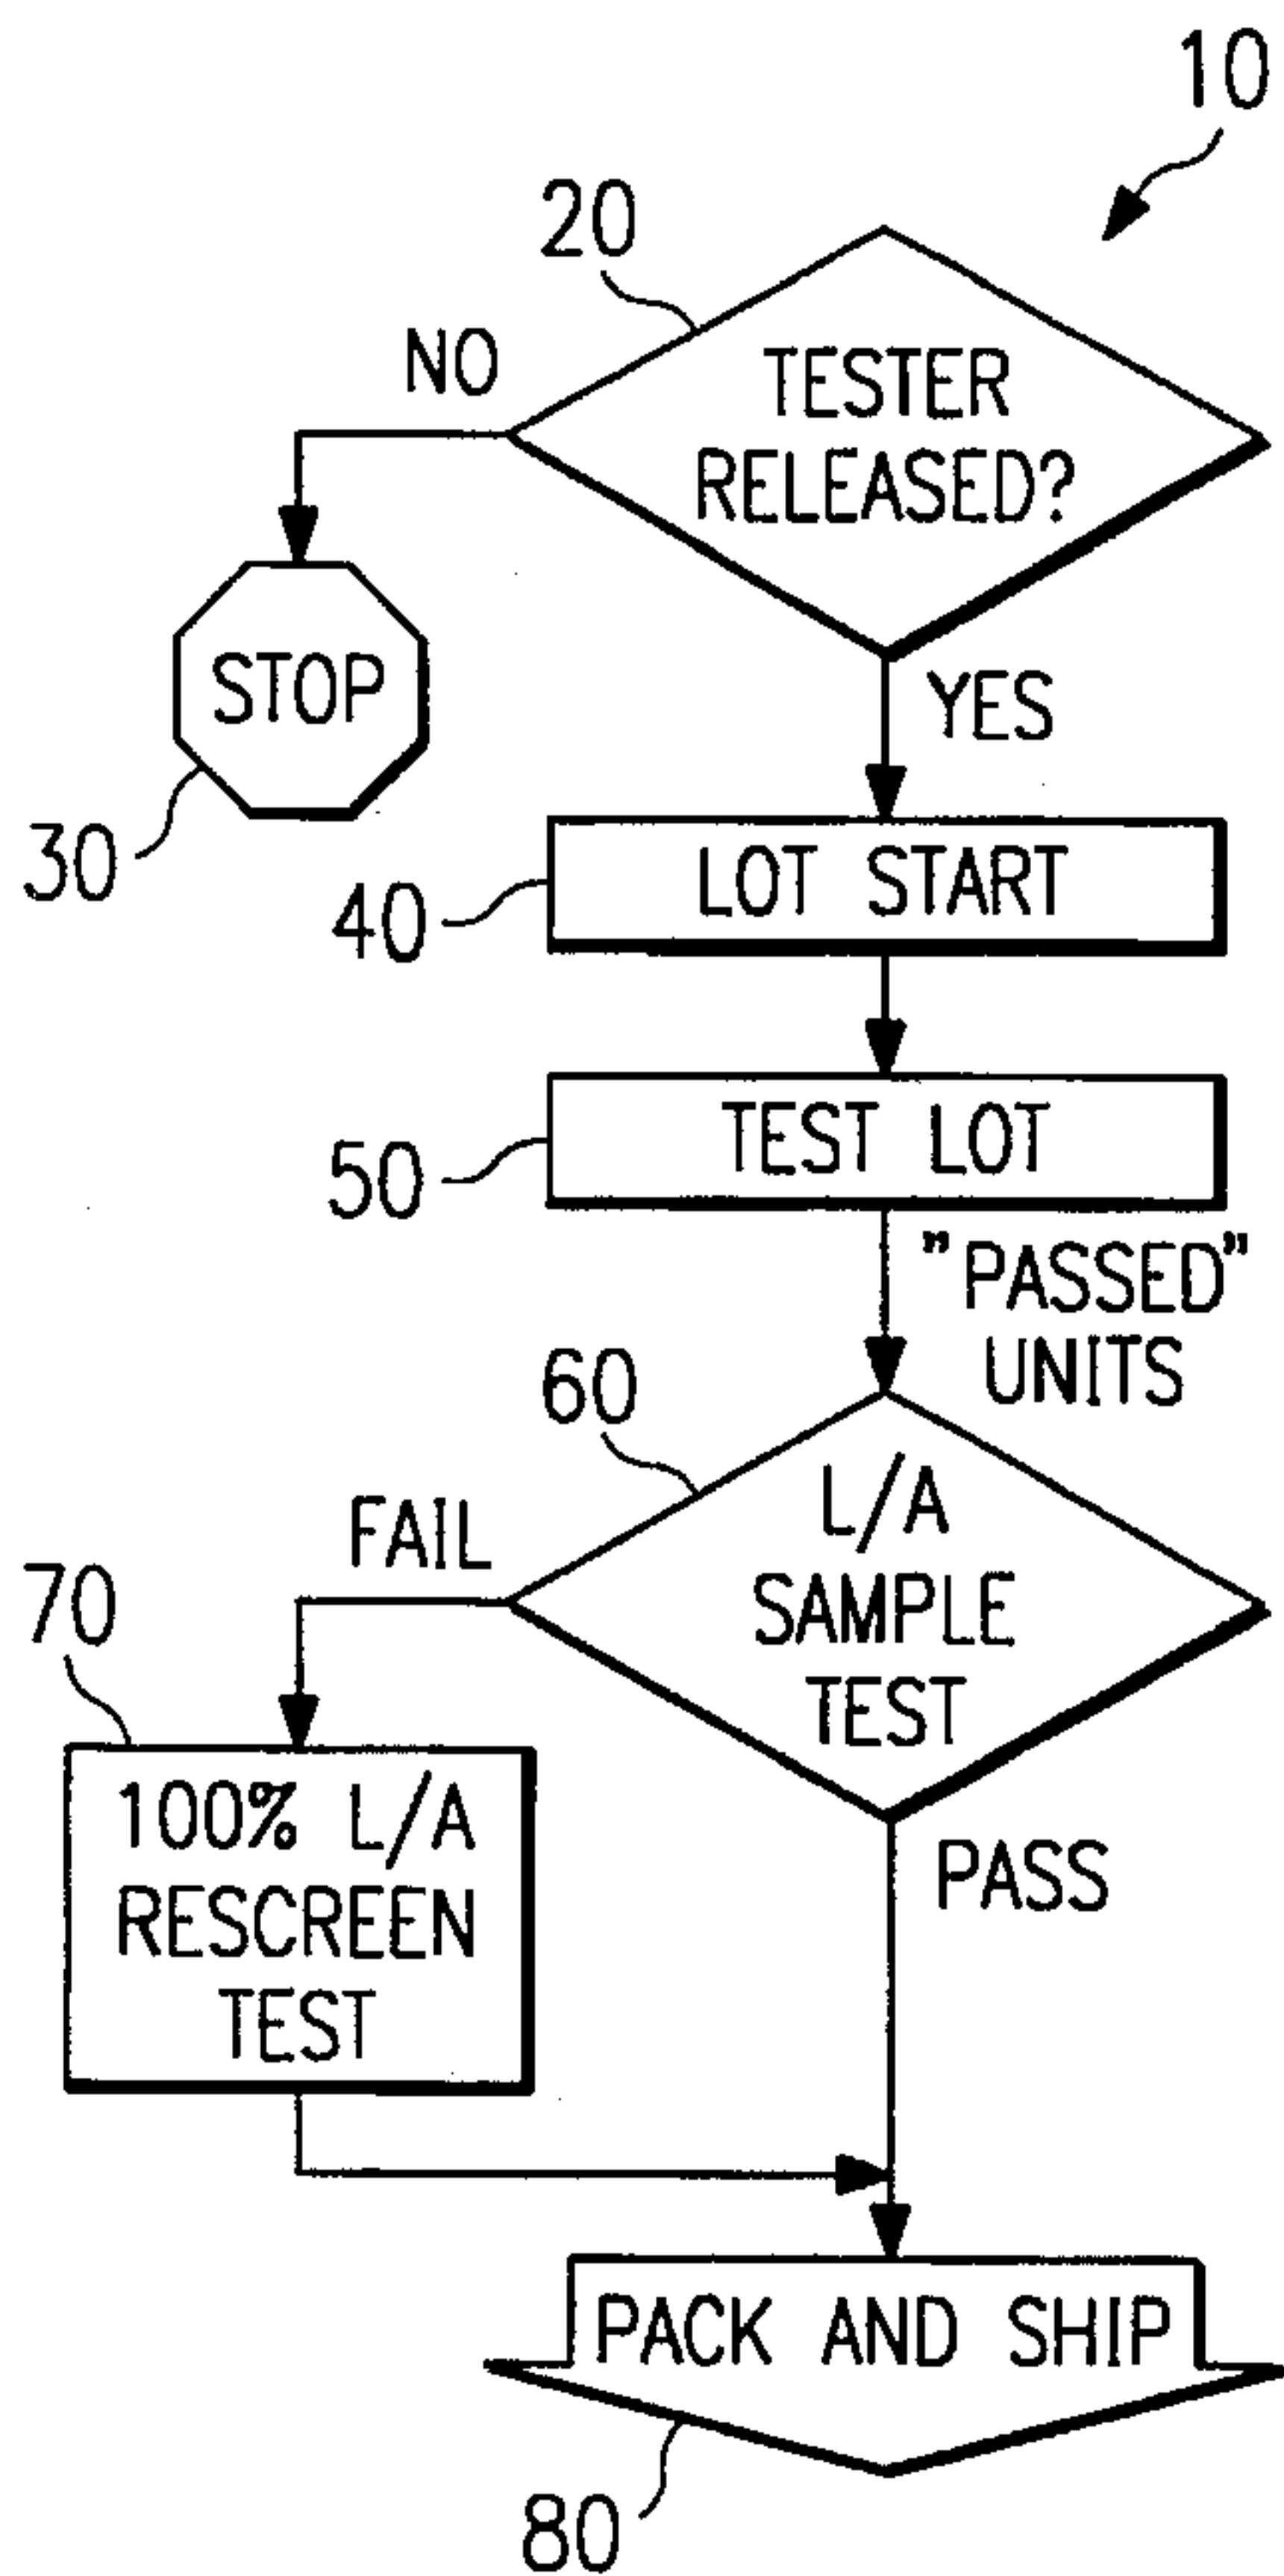 10
20
NO
TESTER
RELEASED?
STOP
YES
30
LOT START
40
TEST LOT
50
"PASSED"
UNITS
60
L/A
SAMPLE
TEST
FAIL
70
100% L/A
RESCREEN
TEST
PASS
PACK AND SHIP
80